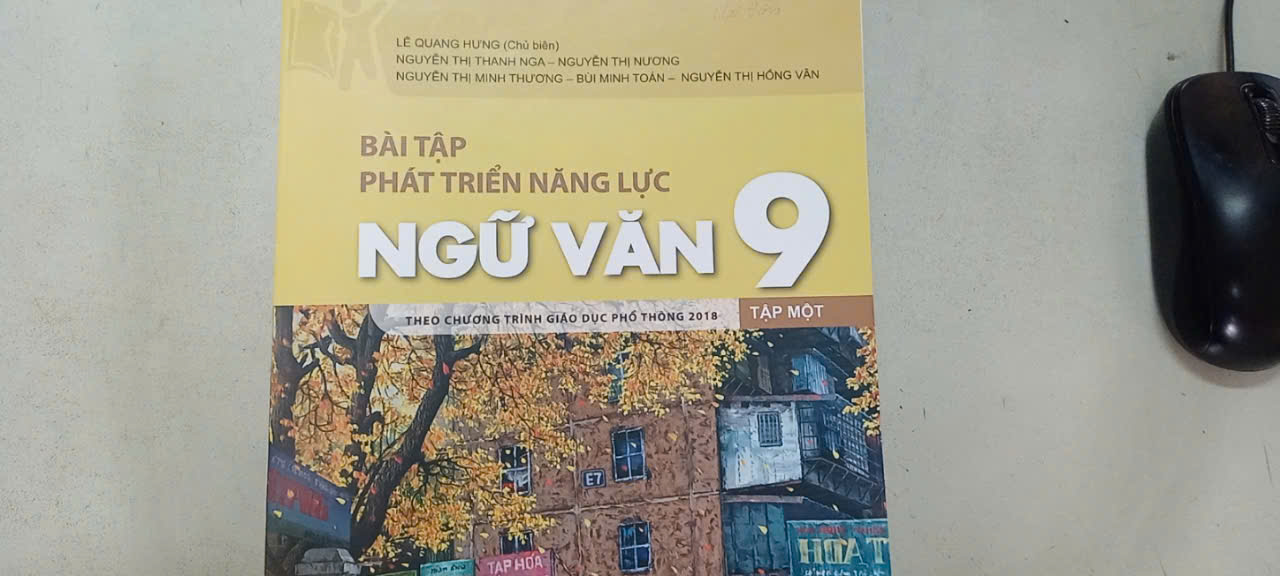 LÊ QUANG HƯNG (Chủ biên)
NGUYỄN THỊ THANH NGA – NGUYỄN THỊ NƯƠNG
NGUYỄN THỊ MINH THƯƠNG – BÙI MINH TOÁN – NGUYỄN THỊ HỒNG VÂN
BÀI TẬP
PHÁT TRIỂN NĂNG LỰC
NGỮ VĂN 9
THEO CHƯƠNG TRÌNH GIÁO DỤC PHỔ THÔNG 2018
TẬP MỘT
E7
TẠP HÓA